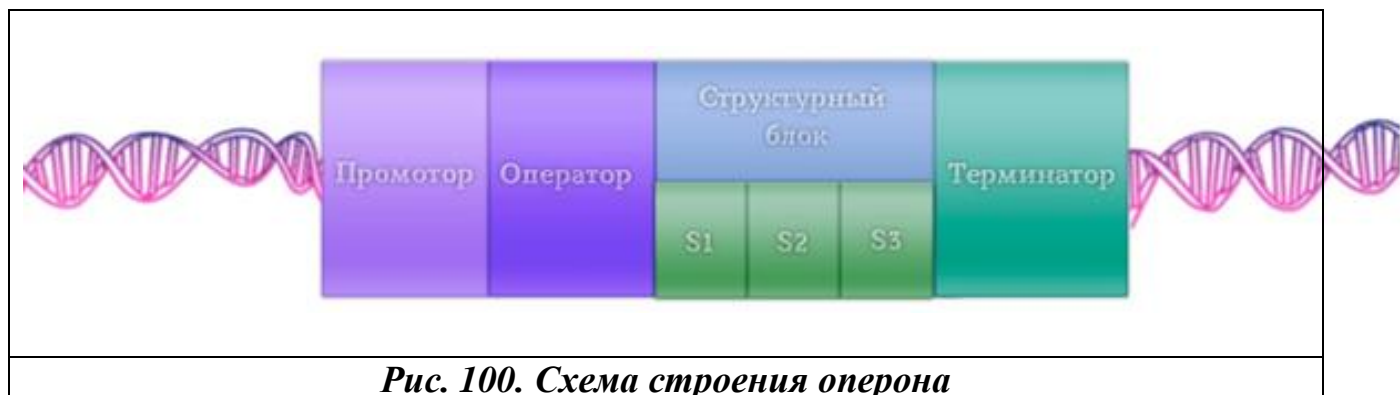 Структурный
блок
Промотор
Оператор
Терминатор
S1
S2
S3
Рис. 100. Схема строения оперона